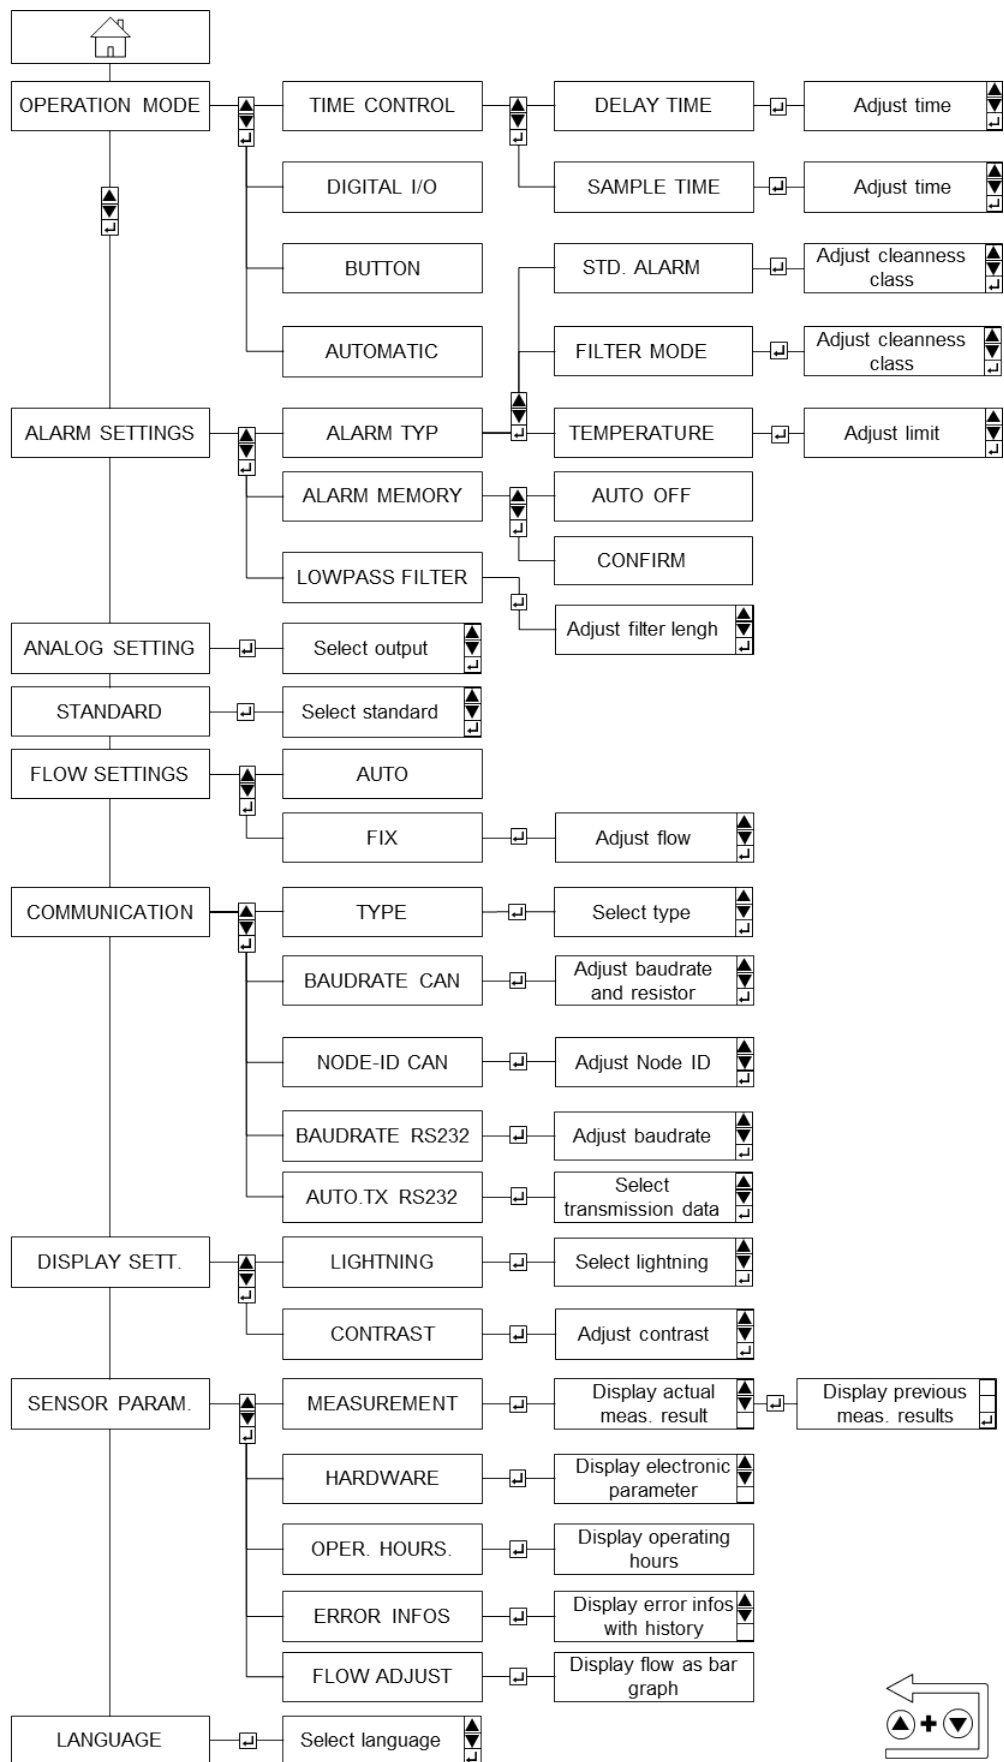 OPERATION MODE
TIME CONTROL
DELAY TIME
Adjust time
DIGITAL I/O
SAMPLE TIME
Adjust time
BUTTON
STD. ALARM
Adjust cleanness
class
AUTOMATIC
FILTER MODE
Adjust cleanness
class
ALARM SETTINGS
ALARM TYP
TEMPERATURE
Adjust limit
ALARM MEMORY
AUTO OFF
CONFIRM
LOWPASS FILTER
Adjust filter lengh
ANALOG SETTING
Select output
STANDARD
Select standard
FLOW SETTINGS
AUTO
FIX
Adjust flow
COMMUNICATION
TYPE
Select type
BAUDRATE CAN
Adjust baudrate
and resistor
NODE-ID CAN
Adjust Node ID
BAUDRATE RS232
Adjust baudrate
AUTO.TX RS232
Select
transmission data
DISPLAY SETT.
LIGHTNING
Select lightning
CONTRAST
Adjust contrast
SENSOR PARAM.
MEASUREMENT
Display actual
meas. result
Display previous
meas. results
HARDWARE
Display electronic
parameter
OPER. HOURS.
Display operating
hours
ERROR INFOS
Display error infos
with history
FLOW ADJUST
Display flow as bar
graph
LANGUAGE
Select language
+